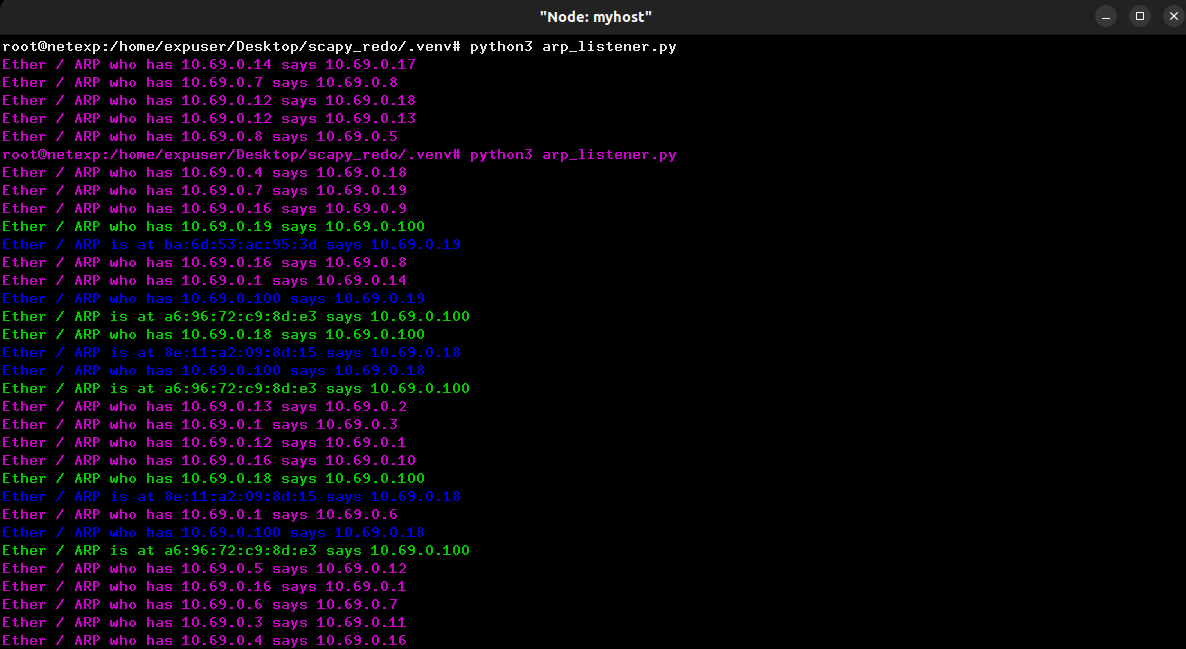 "Node: myhost"
root@netexp:/home/expuser/Desktop/scapy_redo/.venv# python3 arp_listener.py
Ether / ARP who has 10.69.0.14 says 10.69.0.17
Ether / ARP who has 10.69.0.7 says 10.69.0.8
Ether / ARP who has 10.69.0.12 says 10.69.0.18
Ether / ARP who has 10.69.0.12 says 10.69.0.13
Ether / ARP who has 10.69.0.8 says 10.69.0.5
root@netexp:/home/expuser/Desktop/scapy_redo/.venv# python3 arp_listener.py
Ether / ARP who has 10.69.0.4 says 10.69.0.18
Ether / ARP who has 10.69.0.7 says 10.69.0.19
Ether / ARP who has 10.69.0.16 says 10.69.0.9
Ether / ARP who has 10.69.0.19 says 10.69.0.100
Ether / ARP is at ba:6d:53:ac:95:3d says 10.69.0.19
Ether / ARP who has 10.69.0.16 says 10.69.0.8
Ether / ARP who has 10.69.0.1 says 10.69.0.14
Ether / ARP who has 10.69.0.100 says 10.69.0.19
Ether / ARP is at a6:96:72:c9:8d:e3 says 10.69.0.100
Ether / ARP who has 10.69.0.18 says 10.69.0.100
Ether / ARP is at 8e:11:a2:09:8d:15 says 10.69.0.18
Ether / ARP who has 10.69.0.100 says 10.69.0.18
Ether / ARP is at a6:96:72:c9:8d:e3 says 10.69.0.100
Ether / ARP who has 10.69.0.13 says 10.69.0.2
Ether / ARP who has 10.69.0.1 says 10.69.0.3
Ether / ARP who has 10.69.0.12 says 10.69.0.1
Ether / ARP who has 10.69.0.16 says 10.69.0.10
Ether / ARP who has 10.69.0.18 says 10.69.0.100
Ether / ARP is at 8e:11:a2:09:8d:15 says 10.69.0.18
Ether / ARP who has 10.69.0.1 says 10.69.0.6
Ether / ARP who has 10.69.0.100 says 10.69.0.18
Ether / ARP is at a6:96:72:c9:8d:e3 says 10.69.0.100
Ether / ARP who has 10.69.0.5 says 10.69.0.12
Ether / ARP who has 10.69.0.16 says 10.69.0.1
Ether / ARP who has 10.69.0.6 says 10.69.0.7
Ether / ARP who has 10.69.0.3 says 10.69.0.11
Ether / ARP who has 10.69.0.4 says 10.69.0.16